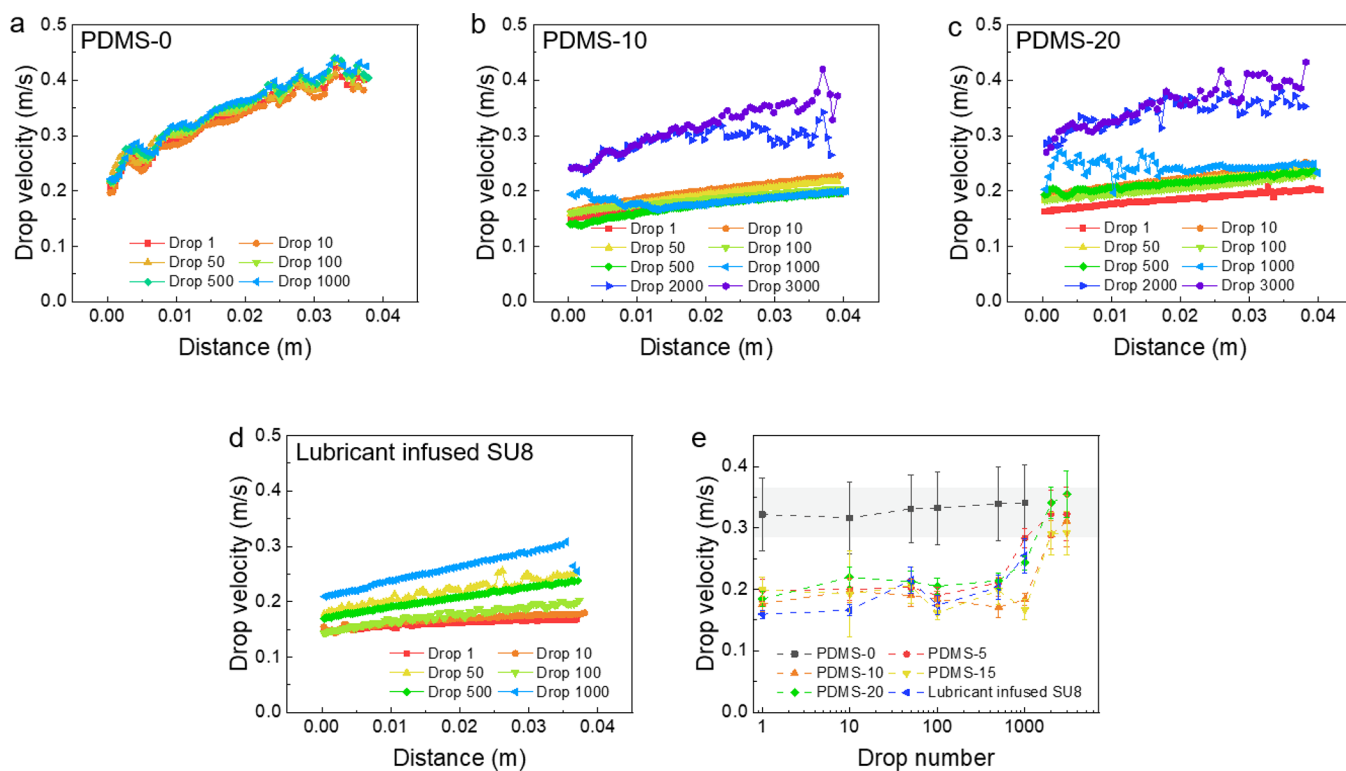 a
PDMS-0
Drop velocity (m/s)
0.5
0.4
0.3
0.2
0.1
0.0
Drop 1
Drop 10
Drop 50
Drop 100
Drop 500
Drop 1000
0.00 0.01 0.02 0.03 0.04
Distance (m)
b
PDMS-10
Drop velocity (m/s)
0.5
0.4
0.3
0.2
0.1
0.0
Drop 1
Drop 10
Drop 50
Drop 100
Drop 500
Drop 1000
Drop 2000
Drop 3000
0.00 0.01 0.02 0.03 0.04
Distance (m)
c
PDMS-20
Drop velocity (m/s)
0.5
0.4
0.3
0.2
0.1
0.0
Drop 1
Drop 10
Drop 50
Drop 100
Drop 500
Drop 1000
Drop 2000
Drop 3000
0.00 0.01 0.02 0.03 0.04
Distance (m)
d
Lubricant infused SU8
Drop velocity (m/s)
0.5
0.4
0.3
0.2
0.1
0.0
Drop 1
Drop 10
Drop 50
Drop 100
Drop 500
Drop 1000
0.00 0.01 0.02 0.03 0.04
Distance (m)
e
Drop velocity (m/s)
0.4
0.3
0.2
0.1
0.0
PDMS-0
PDMS-5
PDMS-10
PDMS-15
PDMS-20
Lubricant infused SU8
1 10 100 1000
Drop number